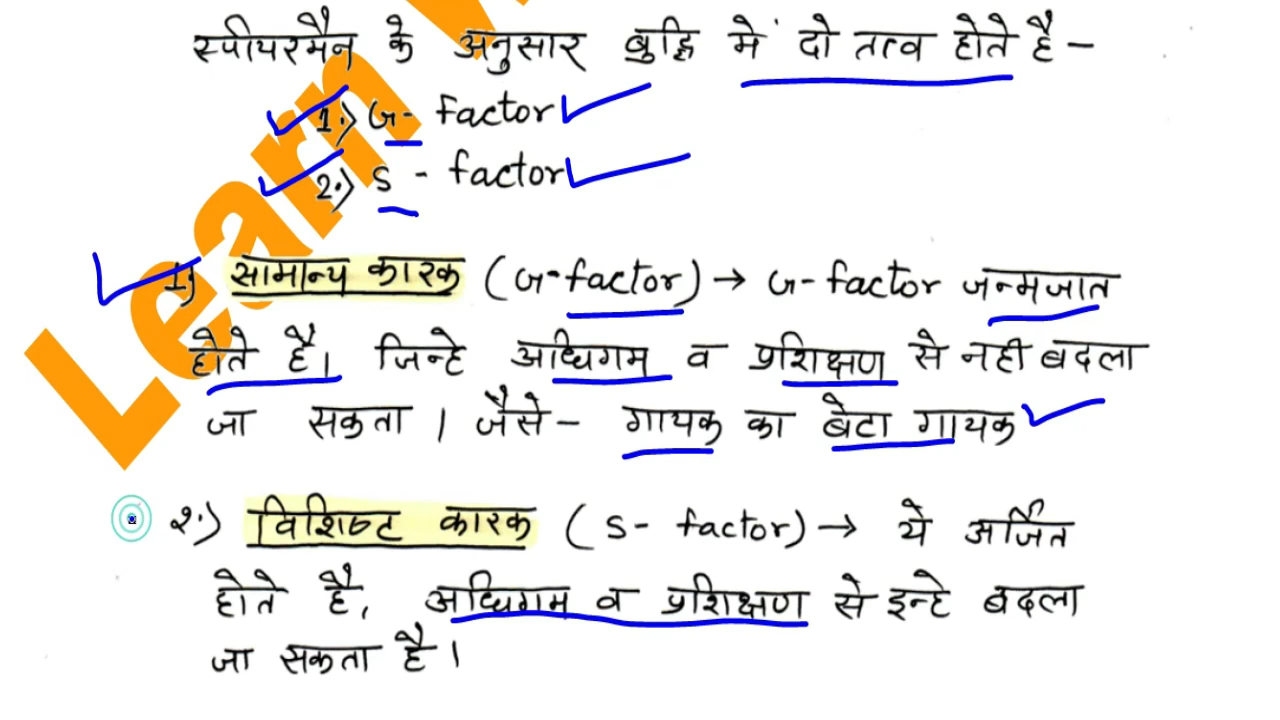 स्पीयरमैन के अनुसार बुद्धि में दो तत्व होते है –
1.) G- Factor
2.) S - factor
1) सामान्य कारक (G-factor) → G-factor जन्मजात
होते है। जिन्हे अधिगम व प्रशिक्षण से नही बदला
जा सकता । जैसे– गायक का बेटा गायक
२.) विशिष्ट कारक ( S- factor) → ये अर्जित
होते है, अधिगम व प्रशिक्षण से इन्हे बदला
जा सकता है।
Learn